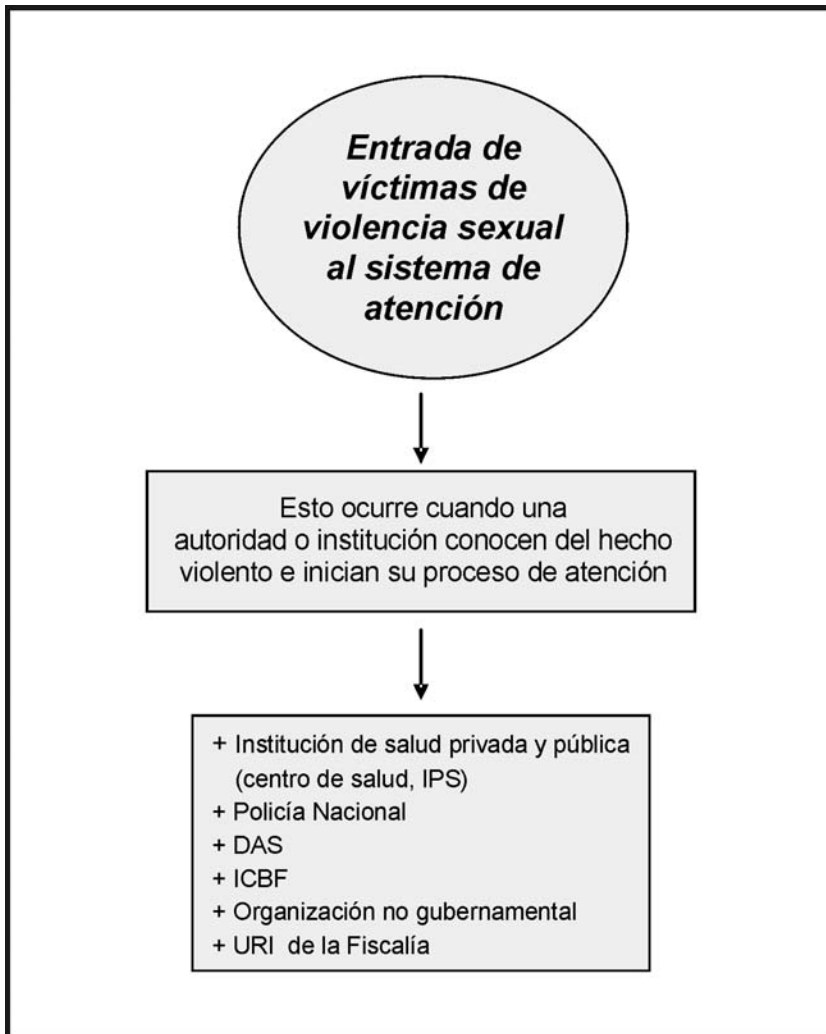 Entrada de
víctimas de
violencia sexual
al sistema de
atención
Esto ocurre cuando una
autoridad o institución conocen del hecho
violento e inician su proceso de atención
+ Institución de salud privada y pública
(centro de salud, IPS)
+ Policía Nacional
+ DAS
+ ICBF
+ Organización no gubernamental
+ URI de la Fiscalía